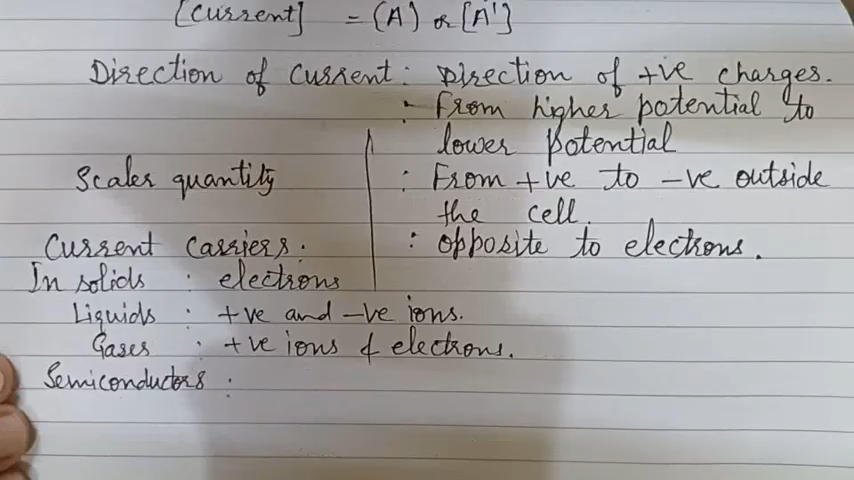 [Current] = (A) or [A¹]
Direction of Current : Direction of +ve charges.
: From higher potential to
lower potential
Scaler quantity
: From +ve to -ve outside
the cell.
: opposite to electrons.
Current Carriers :
In solids : electrons
Liquids : +ve and -ve ions.
Gases : +ve ions & electrons.
Semiconductors :